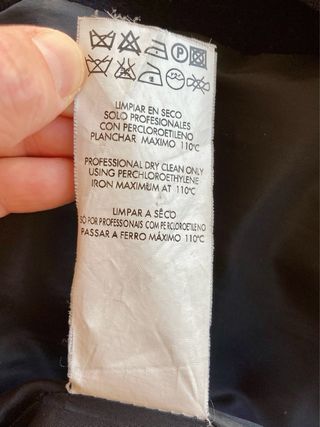 P
LIMPIAR EN SECO
SOLO PROFESIONALES
CON PERCLOROETILENO
PLANCHAR MAXIMO 110°C
PROFESSIONAL DRY CLEAN ONLY
USING PERCHLOROETHYLENE
IRON MAXIMUM AT 110°C
LIMPAR A SÊCO
SÓ POR PROFISSIONAIS COM PERCLOROETILENO
PASSAR A FERRO MÁXIMO 110°C